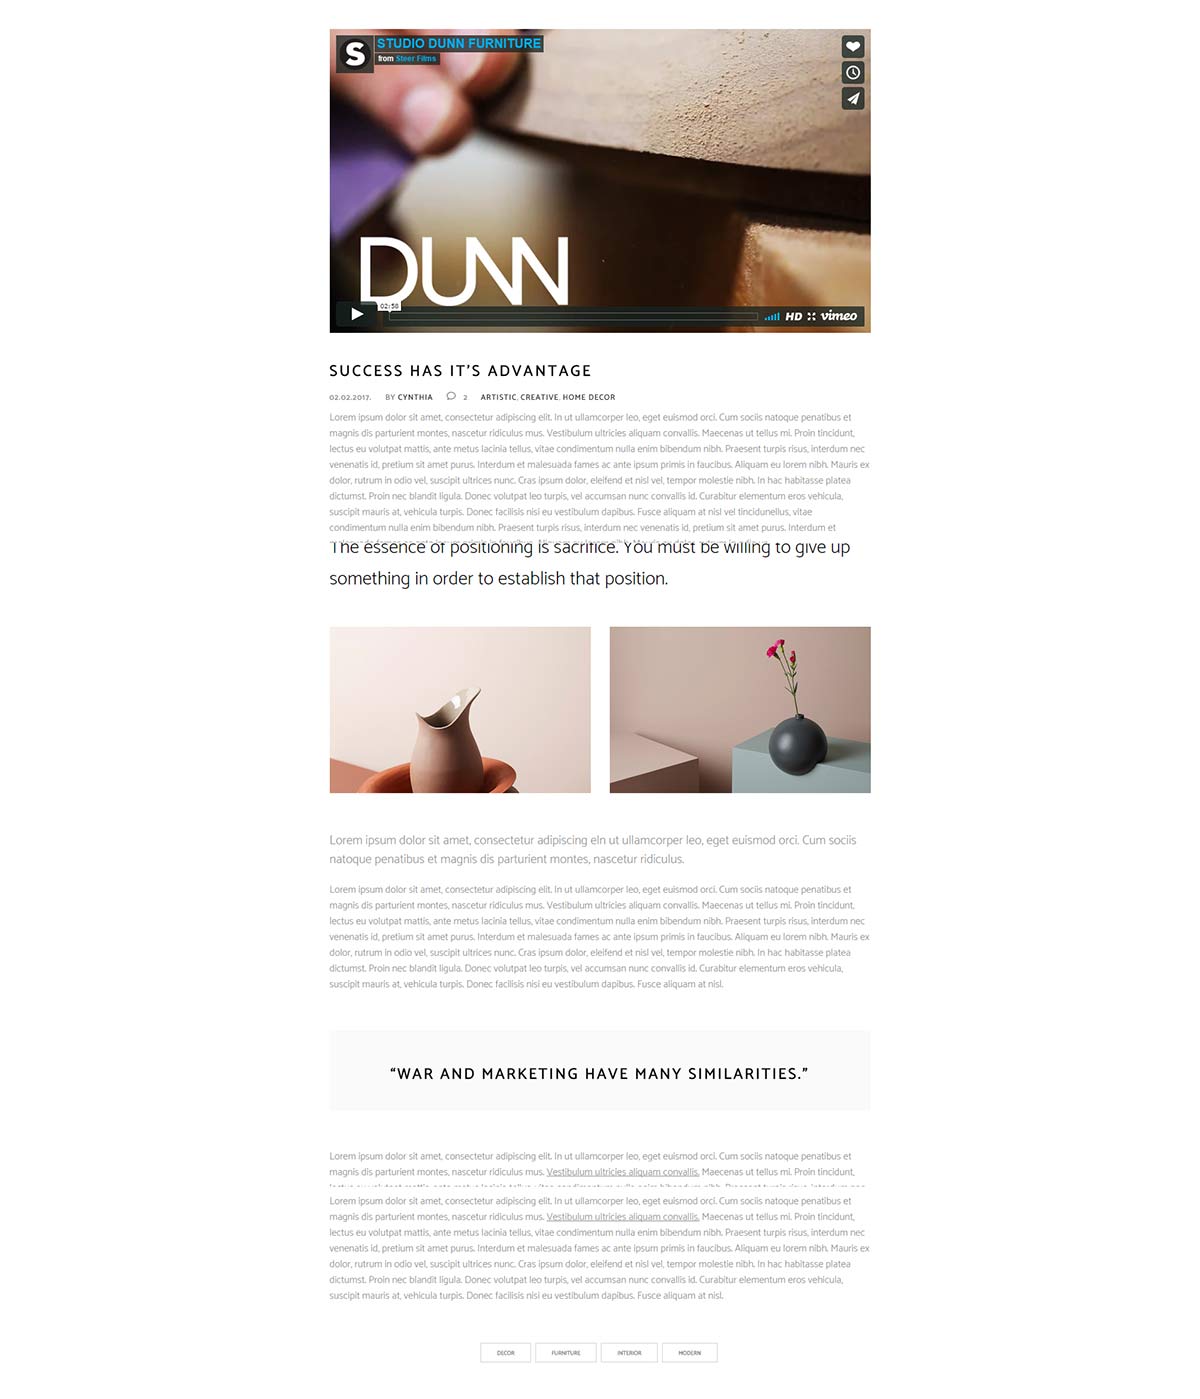 STUDIO DUNN FURNITURE
from Steer Films
DUNN
02:58
HD vimeo
SUCCESS HAS IT'S ADVANTAGE
02.02.2017. BY CYNTHIA 2 ARTISTIC, CREATIVE, HOME DECOR
Lorem ipsum dolor sit amet, consectetur adipiscing elit. In ut ullamcorper leo, eget euismod orci. Cum sociis natoque penatibus et
magnis dis parturient montes, nascetur ridiculus mus. Vestibulum ultricies aliquam convallis. Maecenas ut tellus mi. Proin tincidunt,
lectus eu volutpat mattis, ante metus lacinia tellus, vitae condimentum nulla enim bibendum nibh. Praesent turpis risus, interdum nec
venenatis id, pretium sit amet purus. Interdum et malesuada fames ac ante ipsum primis in faucibus. Aliquam eu lorem nibh. Mauris ex
dolor, rutrum in odio vel, suscipit ultrices nunc. Cras ipsum dolor, eleifend et nisl vel, tempor molestie nibh. In hac habitasse platea
dictumst. Proin nec blandit ligula. Donec volutpat leo turpis, vel accumsan nunc convallis id. Curabitur elementum eros vehicula,
suscipit mauris at, vehicula turpis. Donec facilisis nisi eu vestibulum dapibus. Fusce aliquam at nisl vel tincidunellus, vitae
condimentum nulla enim bibendum nibh. Praesent turpis risus, interdum nec venenatis id, pretium sit amet purus. Interdum et
The essence of positioning is sacrifice. You must be willing to give up
something in order to establish that position.
Lorem ipsum dolor sit amet, consectetur adipiscing eln ut ullamcorper leo, eget euismod orci. Cum sociis
natoque penatibus et magnis dis parturient montes, nascetur ridiculus.
Lorem ipsum dolor sit amet, consectetur adipiscing elit. In ut ullamcorper leo, eget euismod orci. Cum sociis natoque penatibus et
magnis dis parturient montes, nascetur ridiculus mus. Vestibulum ultricies aliquam convallis. Maecenas ut tellus mi. Proin tincidunt,
lectus eu volutpat mattis, ante metus lacinia tellus, vitae condimentum nulla enim bibendum nibh. Praesent turpis risus, interdum nec
venenatis id, pretium sit amet purus. Interdum et malesuada fames ac ante ipsum primis in faucibus. Aliquam eu lorem nibh. Mauris ex
dolor, rutrum in odio vel, suscipit ultrices nunc. Cras ipsum dolor, eleifend et nisl vel, tempor molestie nibh. In hac habitasse platea
dictumst. Proin nec blandit ligula. Donec volutpat leo turpis, vel accumsan nunc convallis id. Curabitur elementum eros vehicula,
suscipit mauris at, vehicula turpis. Donec facilisis nisi eu vestibulum dapibus. Fusce aliquam at nisl.
“WAR AND MARKETING HAVE MANY SIMILARITIES.”
Lorem ipsum dolor sit amet, consectetur adipiscing elit. In ut ullamcorper leo, eget euismod orci. Cum sociis natoque penatibus et
magnis dis parturient montes, nascetur ridiculus mus. Vestibulum ultricies aliquam convallis. Maecenas ut tellus mi. Proin tincidunt,
Lorem ipsum dolor sit amet, consectetur adipiscing elit. In ut ullamcorper leo, eget euismod orci. Cum sociis natoque penatibus et
magnis dis parturient montes, nascetur ridiculus mus. Vestibulum ultricies aliquam convallis. Maecenas ut tellus mi. Proin tincidunt,
lectus eu volutpat mattis, ante metus lacinia tellus, vitae condimentum nulla enim bibendum nibh. Praesent turpis risus, interdum nec
venenatis id, pretium sit amet purus. Interdum et malesuada fames ac ante ipsum primis in faucibus. Aliquam eu lorem nibh. Mauris ex
dolor, rutrum in odio vel, suscipit ultrices nunc. Cras ipsum dolor, eleifend et nisl vel, tempor molestie nibh. In hac habitasse platea
dictumst. Proin nec blandit ligula. Donec volutpat leo turpis, vel accumsan nunc convallis id. Curabitur elementum eros vehicula,
suscipit mauris at, vehicula turpis. Donec facilisis nisi eu vestibulum dapibus. Fusce aliquam at nisl.
DECOR FURNITURE INTERIOR MODERN